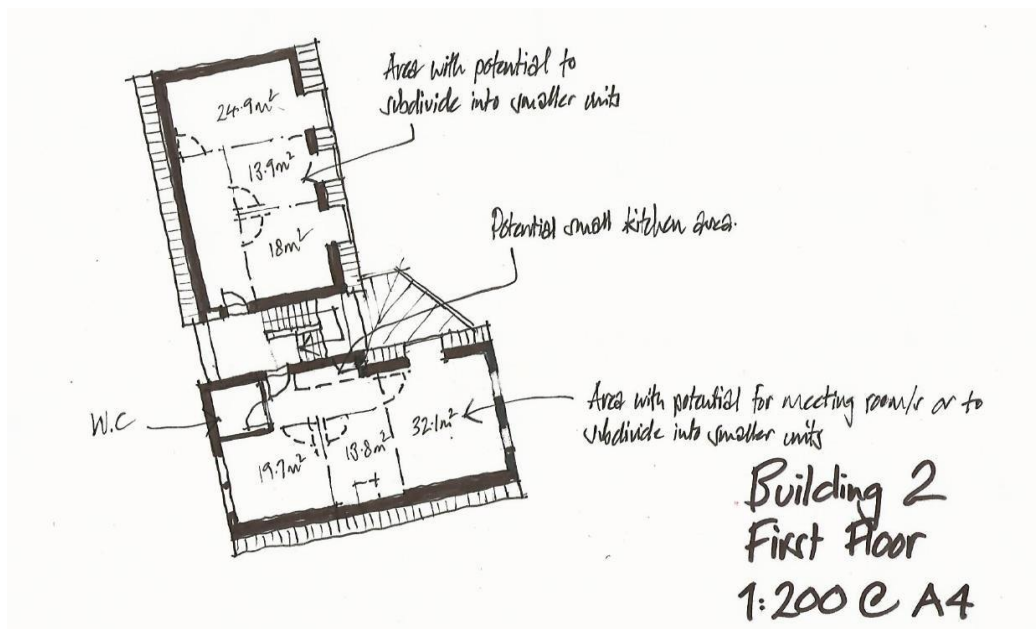 Area with potential to
subdivide into smaller units
24.9m²
13.9m²
18m²
Potential small kitchen area.
W.C
19.7m²
13.8m²
32.1m²
Area with potential for meeting room/s or to
subdivide into smaller units
Building 2
First Floor
1:200 @ A4